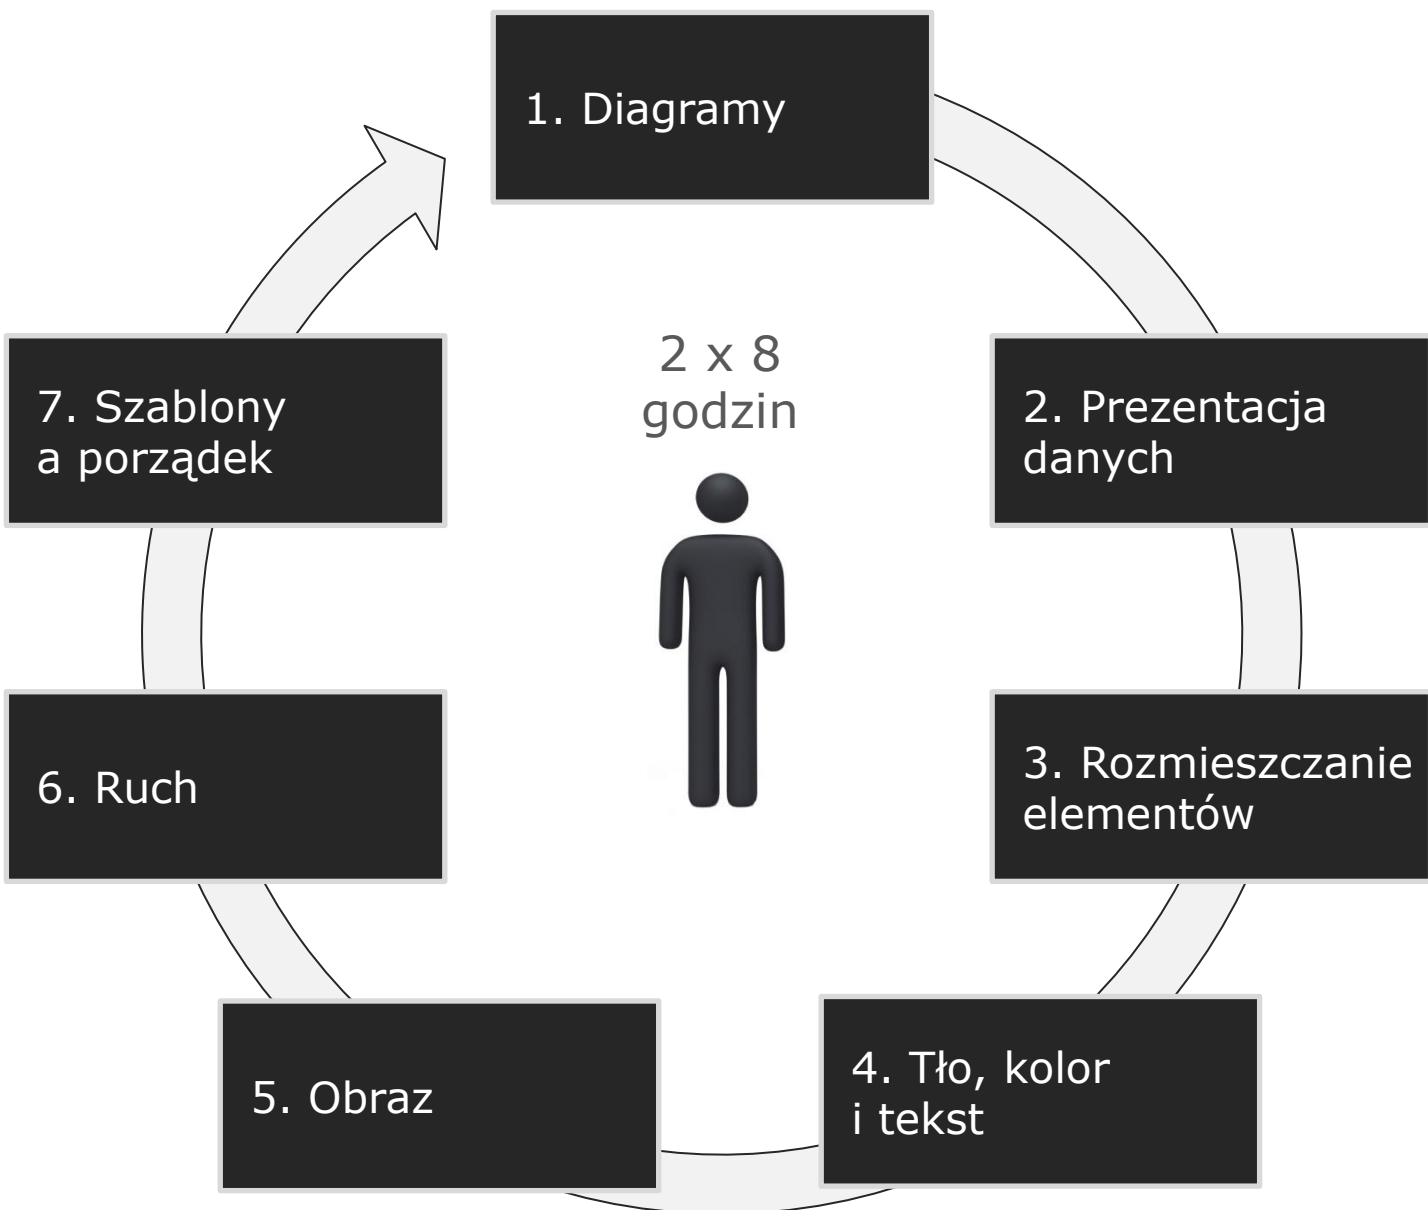 1. Diagramy
2 x 8
godzin
2. Prezentacja
danych
3. Rozmieszczanie
elementów
4. Tło, kolor
i tekst
5. Obraz
6. Ruch
7. Szablony
a porządek